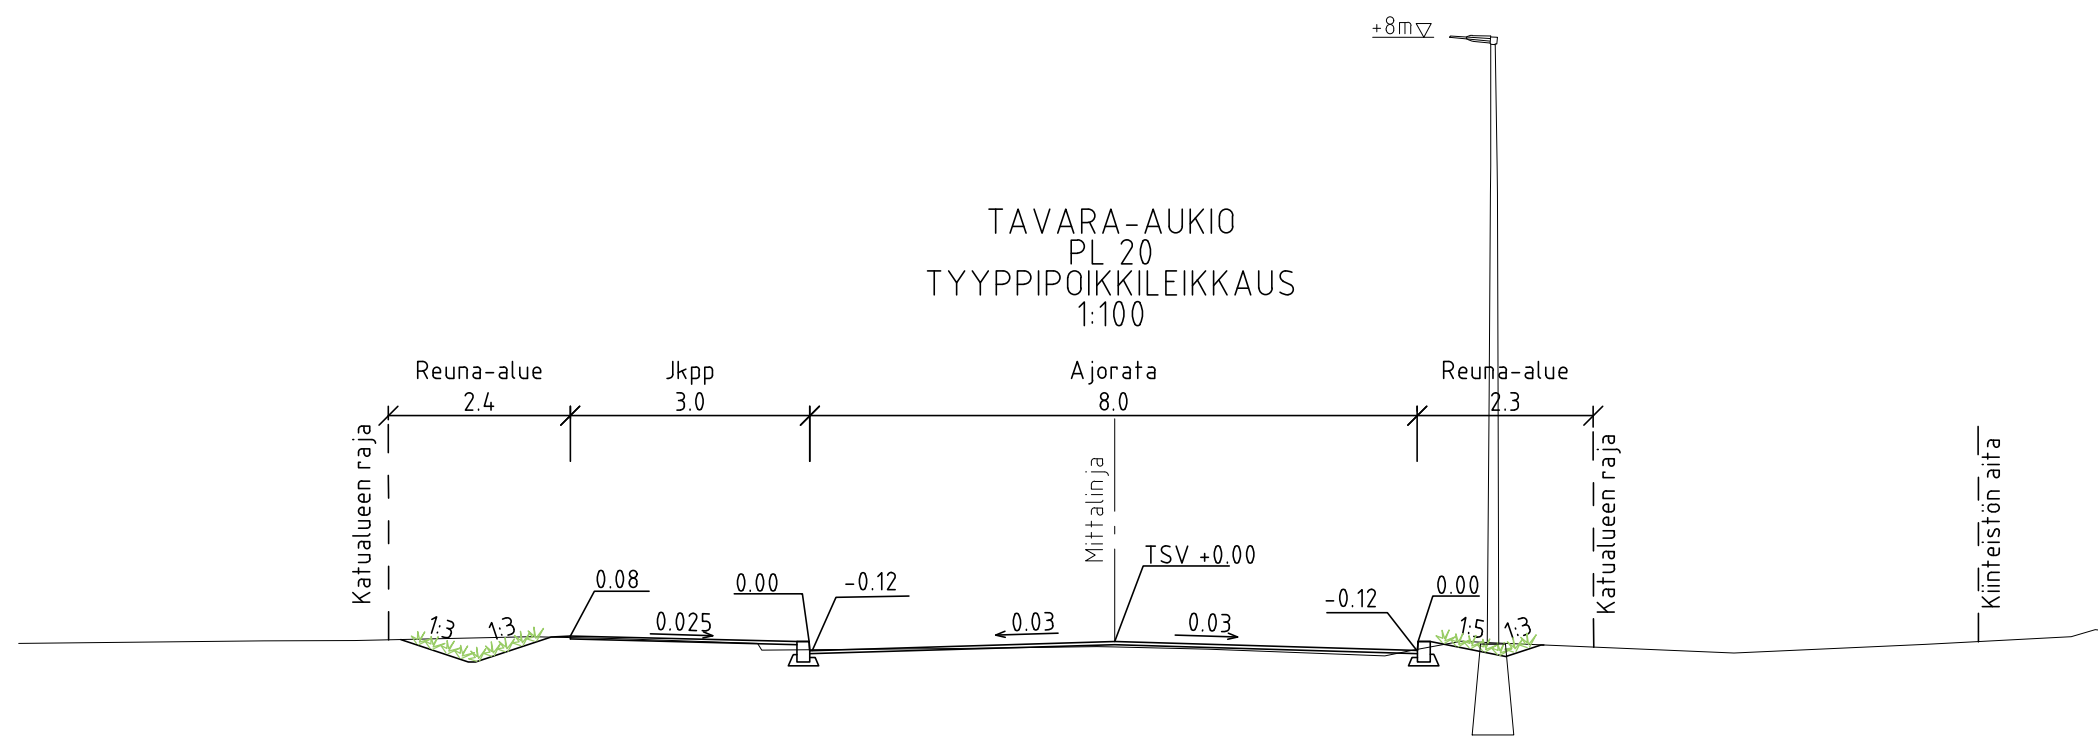 +8m
TAVARA-AUKIO
PL 20
TYYPPIPOIKKILEIKKAUS
1:100
Reuna-alue
Jkpp
Ajorata
Reuna-alue
2.4
3.0
8.0
2.3
Katualueen raja
Mittalinja
Katualueen raja
Kiinteistön aita
TSV +0.00
0.08
0.00
-0.12
-0.12
0.00
1:3
1:3
0.025
0.03
0.03
1:5
1:3